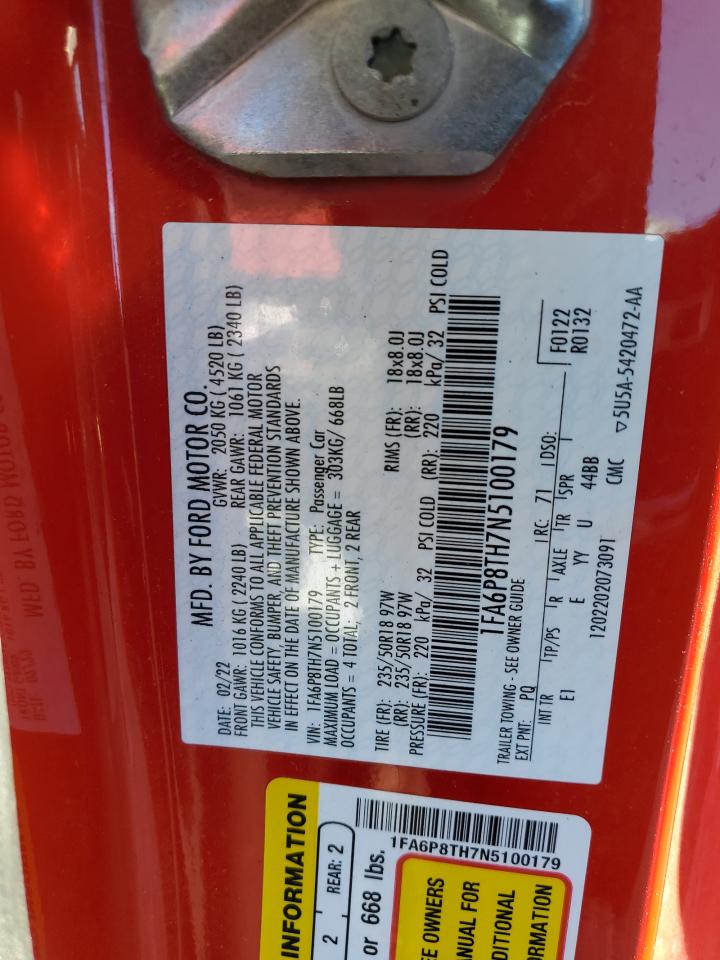 MFD. BY FORD MOTOR CO.
DATE: 02/22 GVWR: 2050 KG ( 4520 LB)
FRONT GAWR: 1016 KG ( 2240 LB) REAR GAWR: 1061 KG ( 2340 LB)
THIS VEHICLE CONFORMS TO ALL APPLICABLE FEDERAL MOTOR
VEHICLE SAFETY, BUMPER, AND THEFT PREVENTION STANDARDS
IN EFFECT ON THE DATE OF MANUFACTURE SHOWN ABOVE.
VIN: 1FA6P8TH7N5100179 TYPE: Passenger Car
MAXIMUM LOAD = OCCUPANTS + LUGGAGE = 303KG/ 668LB
OCCUPANTS = 4 TOTAL; 2 FRONT, 2 REAR
TIRE (FR): 235/50R18 97W RIMS (FR): 18x8.0J
(RR): 235/50R18 97W (RR): 18x8.0J
PRESSURE (FR): 220 kPa/ 32 PSI COLD (RR): 220 kPa/ 32 PSI COLD
1FA6P8TH7N5100179
TRAILER TOWING - SEE OWNER GUIDE
EXT PNT: PQ RC: 71 DSO: F0122
R0132
INT TR TP/PS R AXLE TR SPR
E1 E YY U 44BB
1202202073091 CMC ▽5U5A-5420472-AA
INFORMATION
2 REAR: 2
or 668 lbs.
1FA6P8TH7N5100179
E OWNERS
ANUAL FOR
DITIONAL
ORMATION